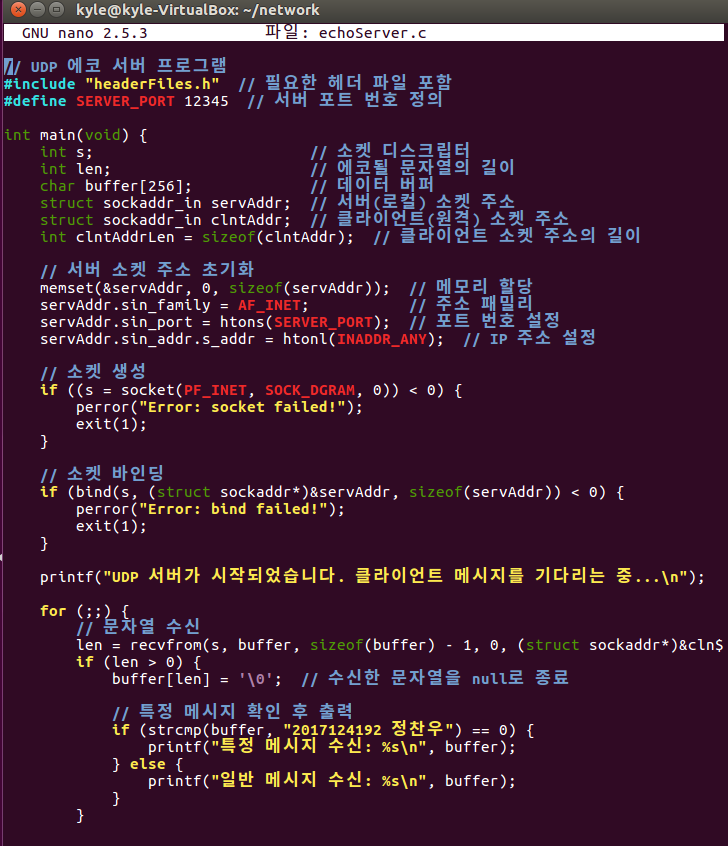 kyle@kyle-VirtualBox: ~/network
GNU nano 2.5.3 파일: echoServer.c
// UDP 에코 서버 프로그램
#include "headerFiles.h"  // 필요한 헤더 파일 포함
#define SERVER_PORT 12345  // 서버 포트 번호 정의
int main(void) {
    int s;                        // 소켓 디스크립터
    int len;                      // 에코될 문자열의 길이
    char buffer[256];             // 데이터 버퍼
    struct sockaddr_in servAddr;  // 서버(로컬) 소켓 주소
    struct sockaddr_in clntAddr;  // 클라이언트(원격) 소켓 주소
    int clntAddrLen = sizeof(clntAddr);  // 클라이언트 소켓 주소의 길이
    // 서버 소켓 주소 초기화
    memset(&servAddr, 0, sizeof(servAddr));  // 메모리 할당
    servAddr.sin_family = AF_INET;           // 주소 패밀리
    servAddr.sin_port = htons(SERVER_PORT);  // 포트 번호 설정
    servAddr.sin_addr.s_addr = htonl(INADDR_ANY);  // IP 주소 설정
    // 소켓 생성
    if ((s = socket(PF_INET, SOCK_DGRAM, 0)) < 0) {
        perror("Error: socket failed!");
        exit(1);
    }
    // 소켓 바인딩
    if (bind(s, (struct sockaddr*)&servAddr, sizeof(servAddr)) < 0) {
        perror("Error: bind failed!");
        exit(1);
    }
    printf("UDP 서버가 시작되었습니다. 클라이언트 메시지를 기다리는 중...\n");
    for (;;) {
        // 문자열 수신
        len = recvfrom(s, buffer, sizeof(buffer) - 1, 0, (struct sockaddr*)&cln$
        if (len > 0) {
            buffer[len] = '\0';  // 수신한 문자열을 null로 종료
            // 특정 메시지 확인 후 출력
            if (strcmp(buffer, "2017124192 정찬우") == 0) {
                printf("특정 메시지 수신: %s\n", buffer);
            } else {
                printf("일반 메시지 수신: %s\n", buffer);
            }
        }